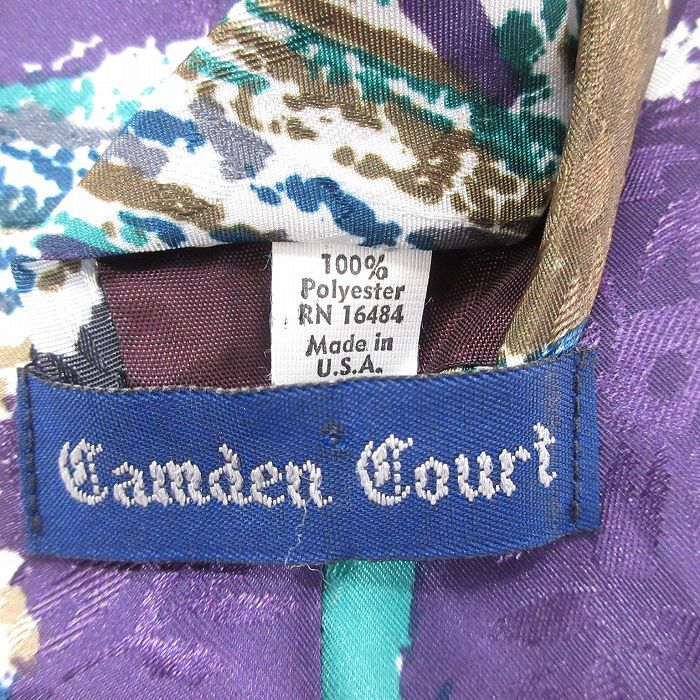 100%
Polyester
RN 16484
Made in
U.S.A.
Camden Court